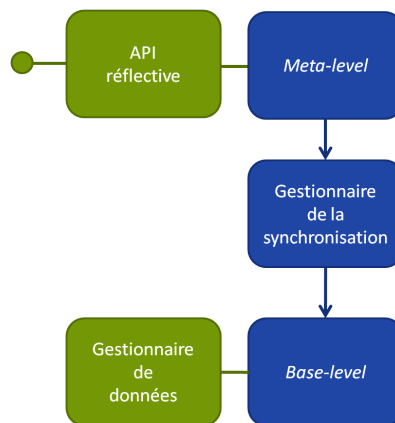 API
réflective
Meta-level
Gestionnaire
de la
synchronisation
Gestionnaire
de
données
Base-level